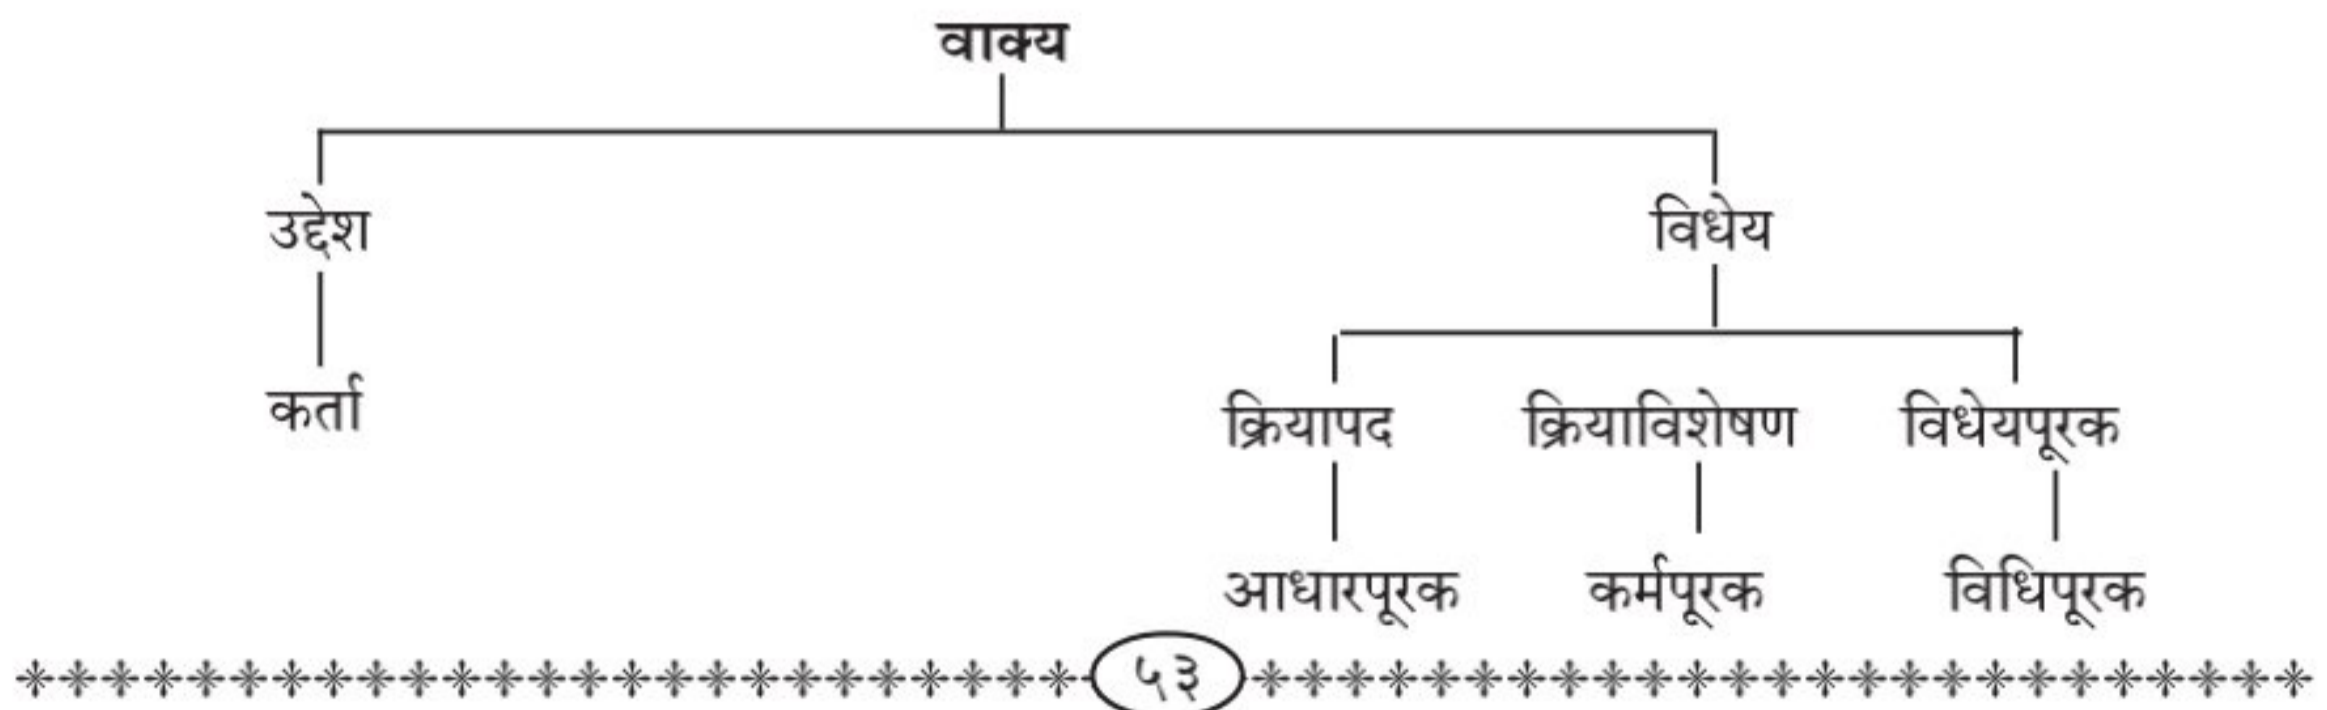 वाक्य
उद्देश विधेय
कर्ता क्रियापद क्रियाविशेषण विधेयपूरक
आधारपूरक कर्मपूरक विधिपूरक
५३